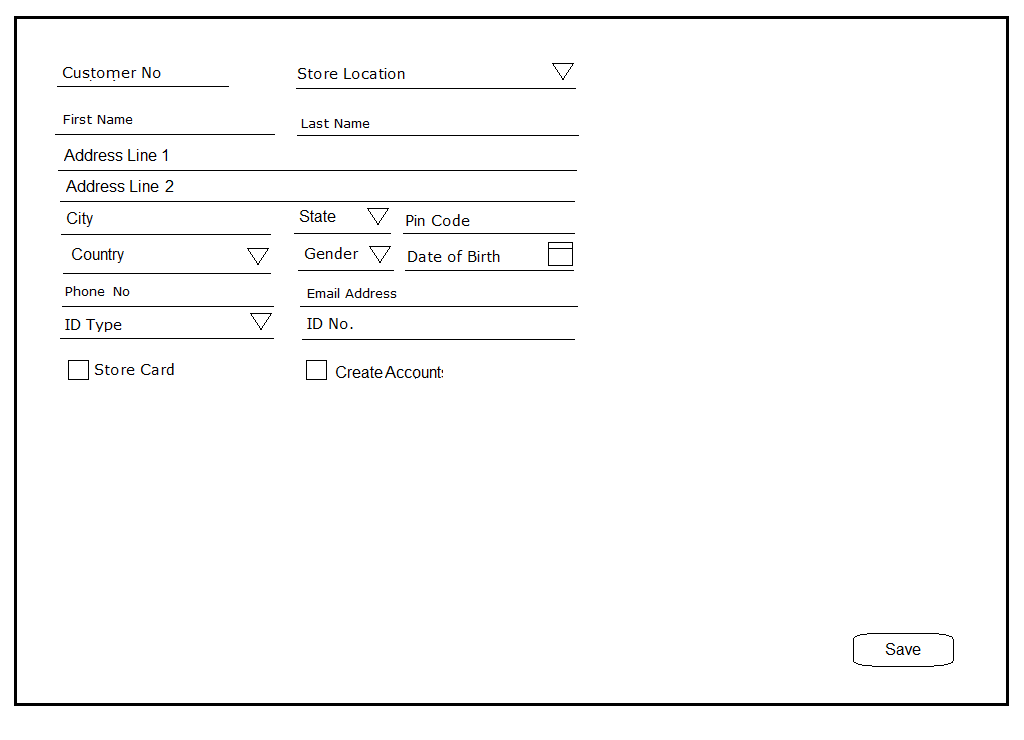 Customer No
Store Location
First Name
Last Name
Address Line 1
Address Line 2
City
State
Pin Code
Country
Gender
Date of Birth
Phone No
Email Address
ID Type
ID No.
Store Card
Create Accounts
Save